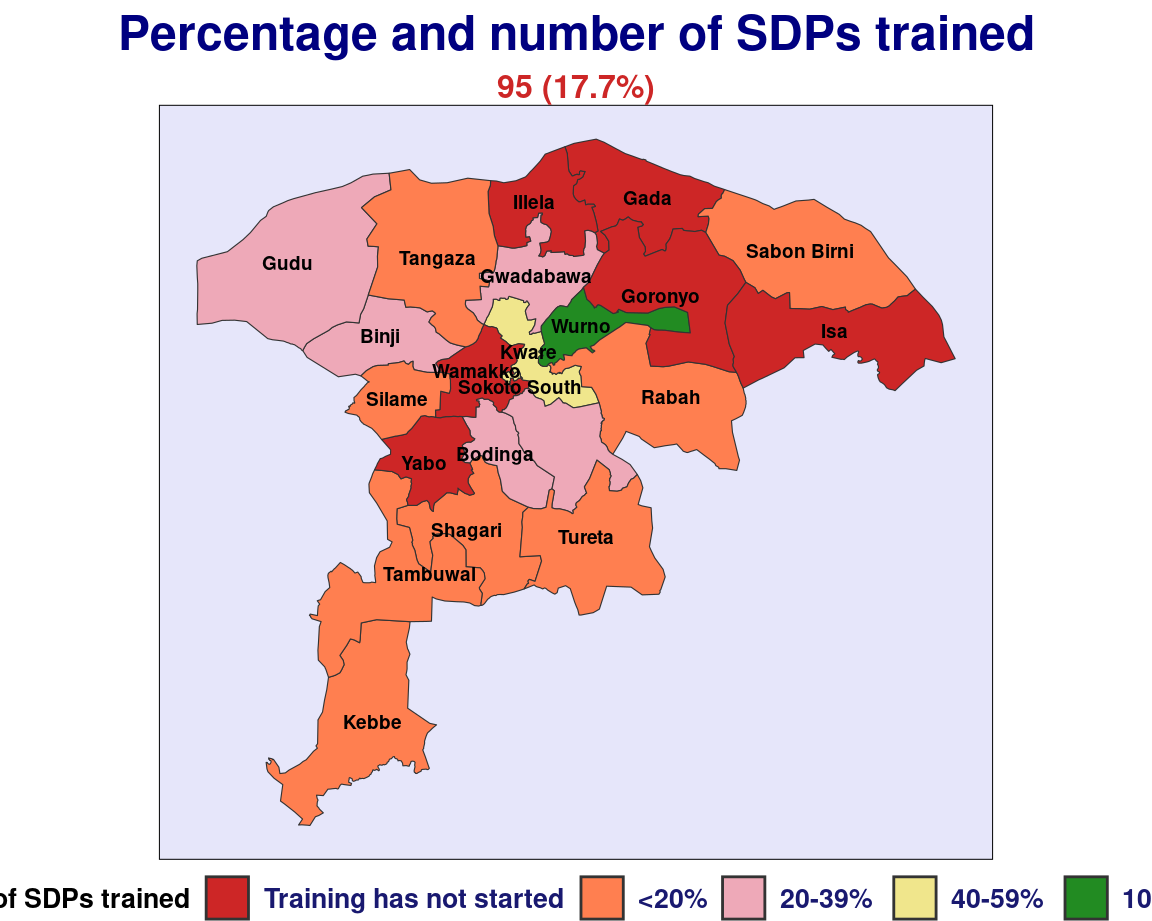 Percentage and number of SDPs trained
95 (17.7%)
Illela
Gada
Sabon Birni
Gudu
Tangaza
Gwadabawa
Goronyo
Wurno
Isa
Binji
Kware
Wamakko
Sokoto South
Silame
Rabah
Yabo
Bodinga
Shagari
Tureta
Tambuwal
Kebbe
of SDPs trained Training has not started <20% 20-39% 40-59% 10